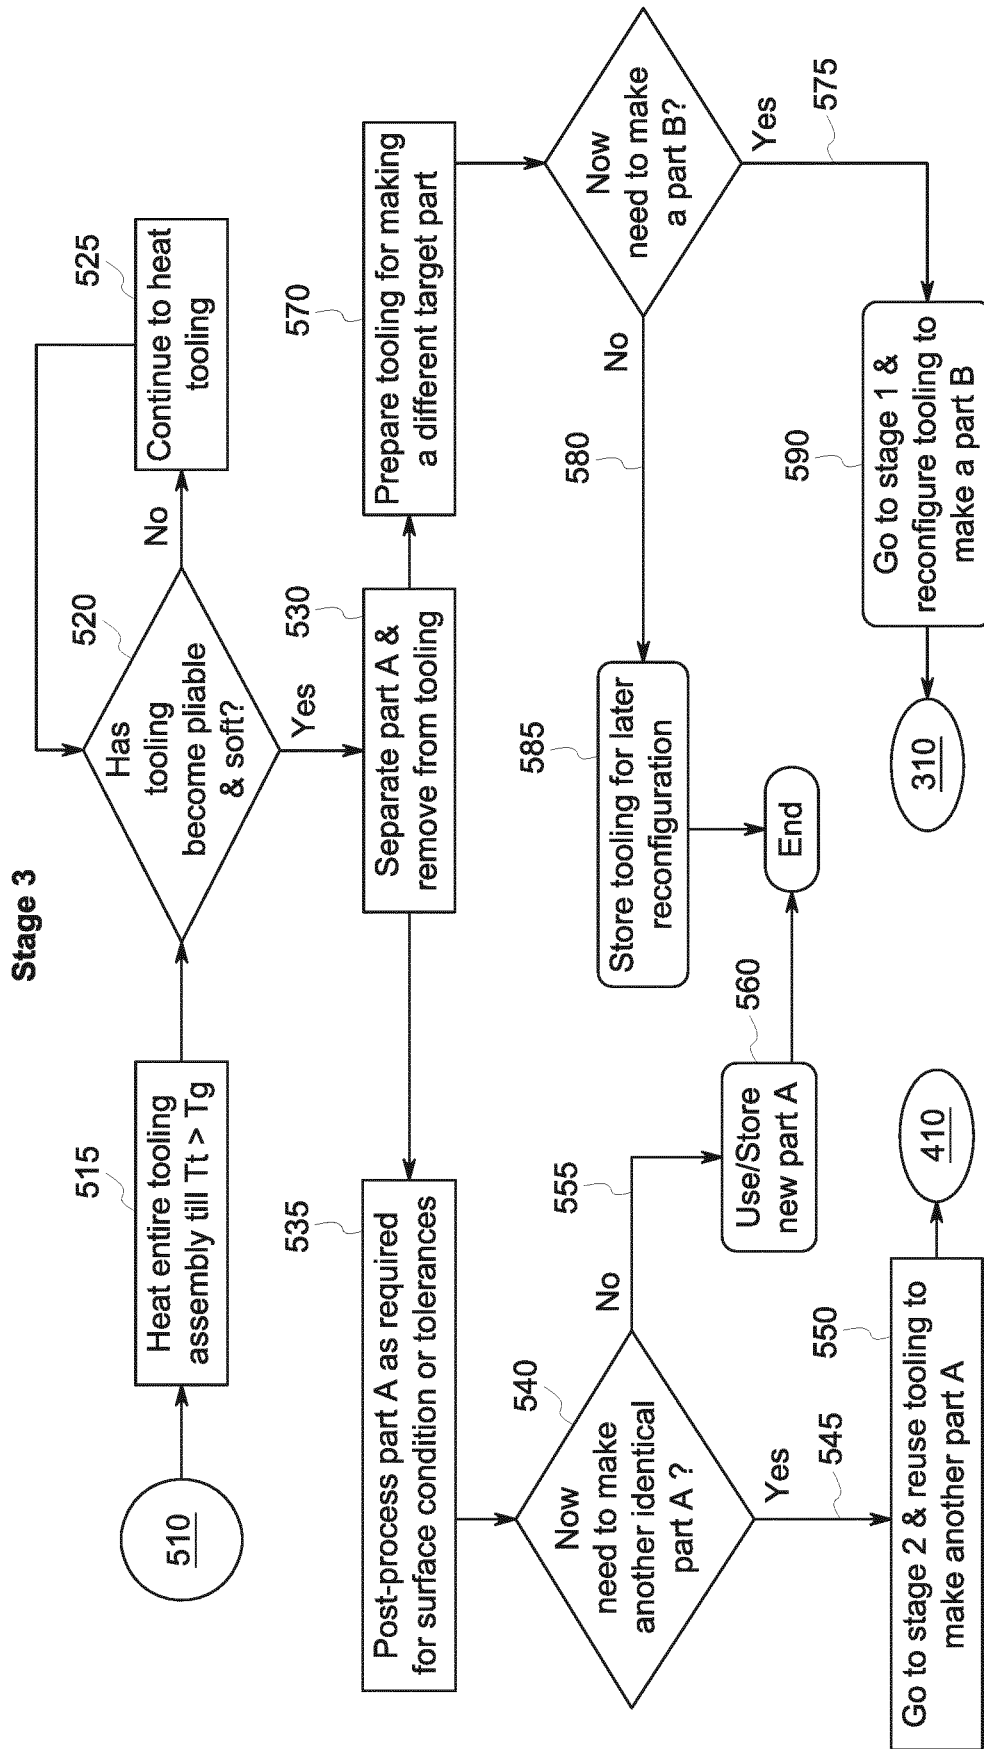 Stage 3
510
515
Heat entire tooling
assembly till Tt > Tg
520
Has
tooling
become pliable
& soft?
No
525
Continue to heat
tooling
Yes
530
Separate part A &
remove from tooling
535
Post-process part A as required
for surface condition or tolerances
570
Prepare tooling for making
a different target part
540
Now
need to make
another identical
part A ?
No
555
Use/Store
new part A
560
Yes
545
550
Go to stage 2 & reuse tooling to
make another part A
410
Now
need to make
a part B?
No
580
585
Store tooling for later
reconfiguration
End
Yes
575
590
Go to stage 1 &
reconfigure tooling to
make a part B
310